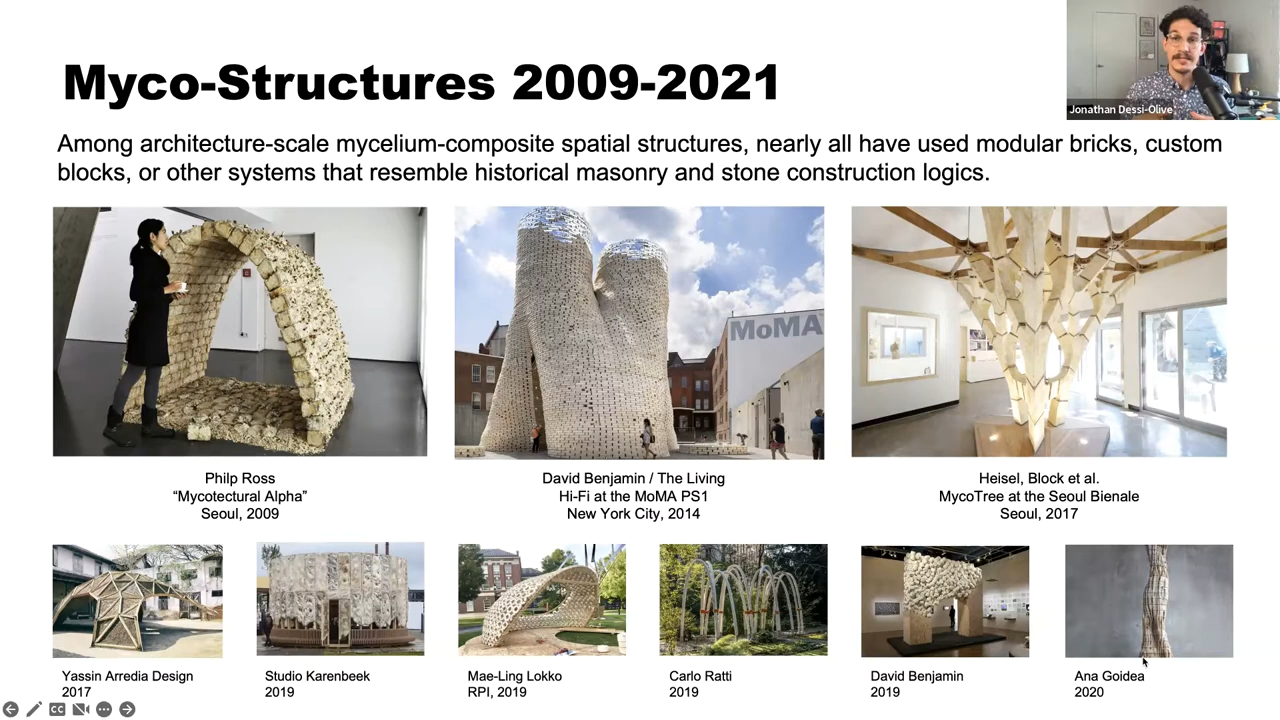 Jonathan Dessi-Olive
Myco-Structures 2009-2021
Among architecture-scale mycelium-composite spatial structures, nearly all have used modular bricks, custom
blocks, or other systems that resemble historical masonry and stone construction logics.
MoMA
Philp Ross
“Mycotectural Alpha”
Seoul, 2009
David Benjamin / The Living
Hi-Fi at the MoMA PS1
New York City, 2014
Heisel, Block et al.
MycoTree at the Seoul Bienale
Seoul, 2017
Yassin Arredia Design
2017
Studio Karenbeek
2019
Mae-Ling Lokko
RPI, 2019
Carlo Ratti
2019
David Benjamin
2019
Ana Goidea
2020
CC